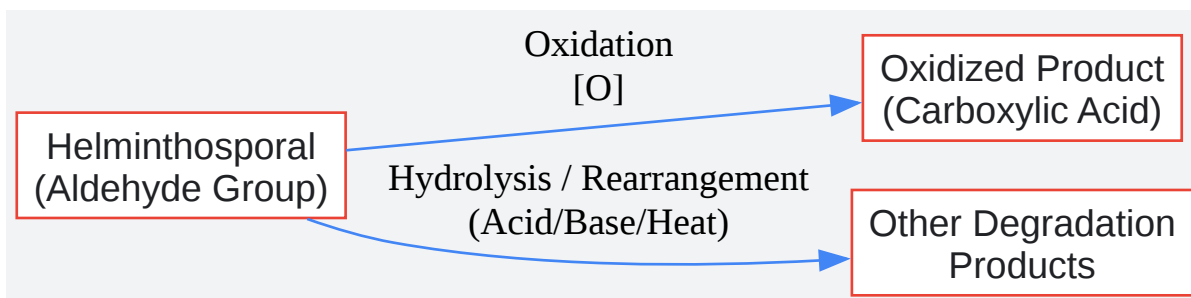 Helminthosporal
(Aldehyde Group)
Oxidation
[O]
Oxidized Product
(Carboxylic Acid)
Hydrolysis / Rearrangement
(Acid/Base/Heat)
Other Degradation
Products